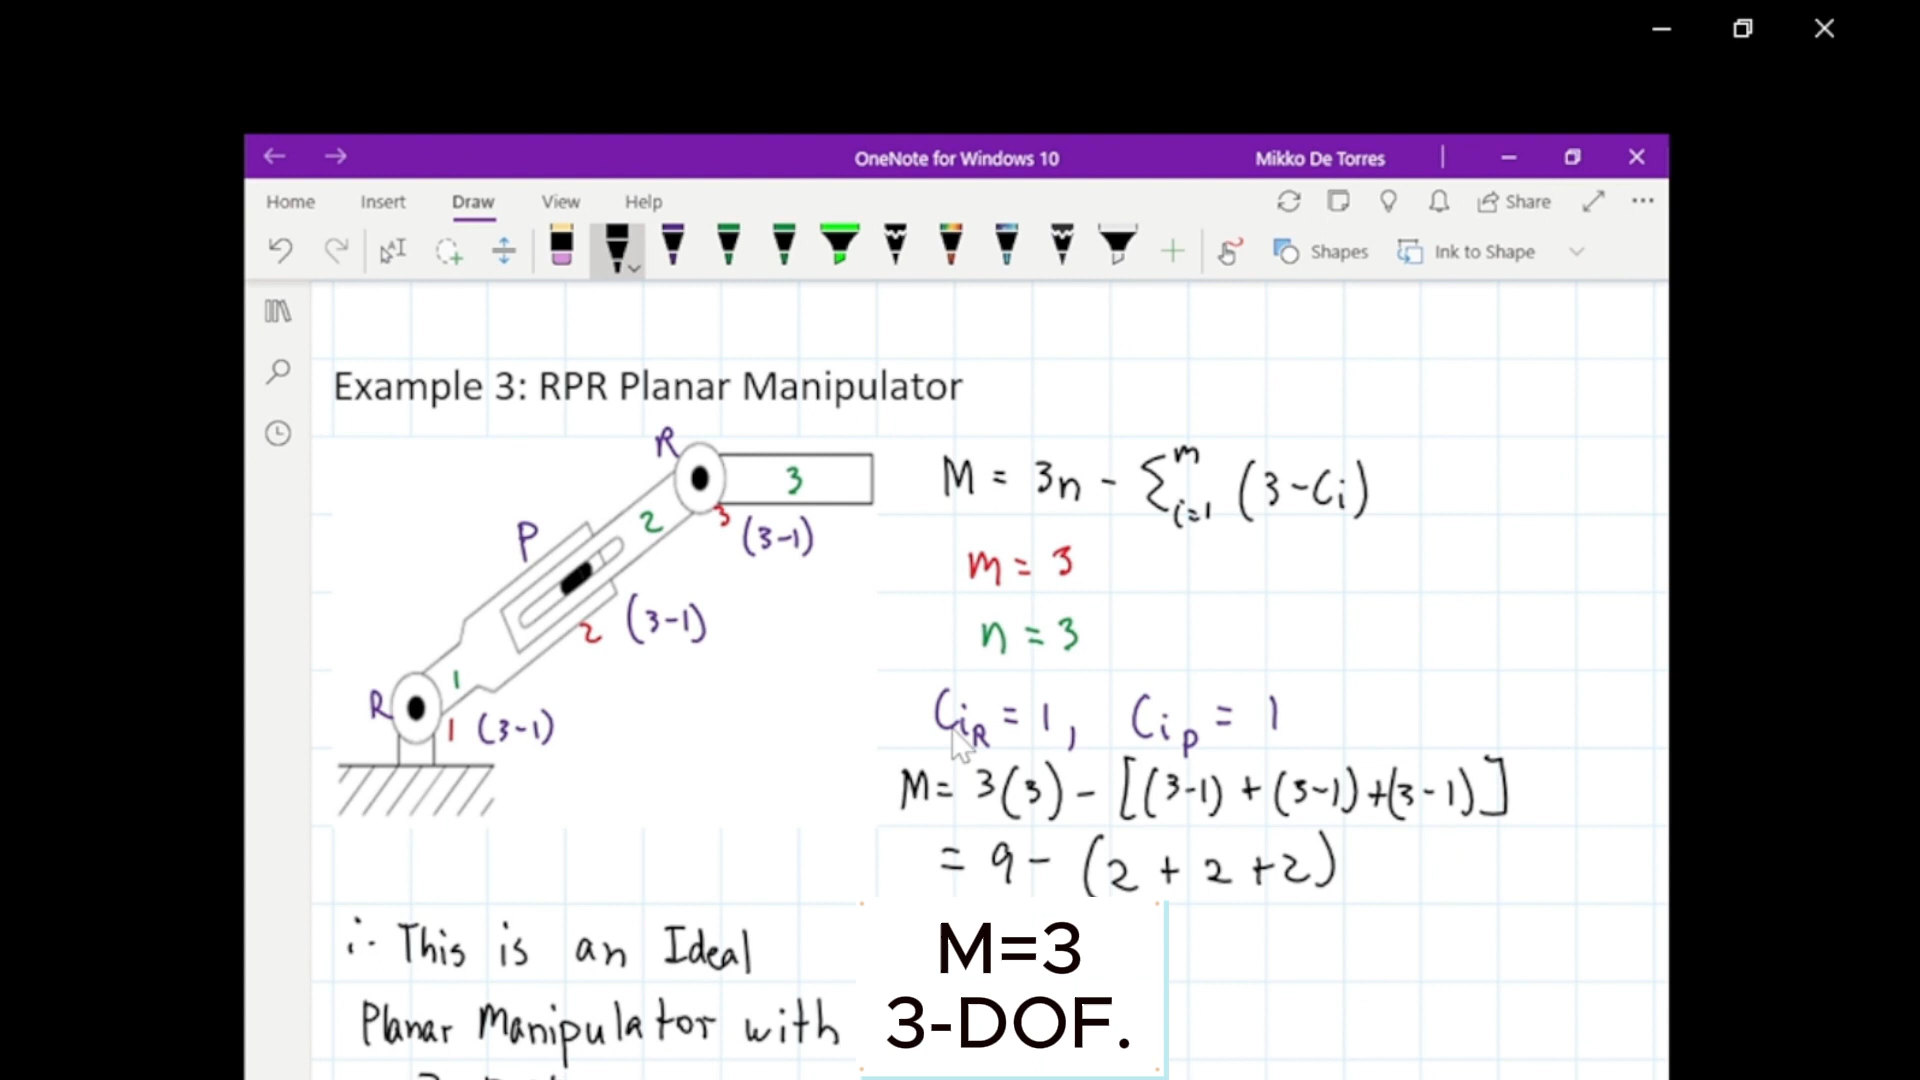 OneNote for Windows 10
Mikko De Torres
Home Insert Draw View Help
Share
Shapes
Ink to Shape
Example 3: RPR Planar Manipulator
R
3
P
2
3
(3-1)
2
(3-1)
R
1
1
(3-1)
M = 3n - Σ^m_{i=1} (3-Ci)
m = 3
n = 3
Ci_R = 1, Ci_P = 1
M = 3(3) - [(3-1) + (3-1) + (3-1)]
= 9 - (2 + 2 + 2)
M=3
3-DOF.
∴ This is an Ideal
Planar Manipulator with